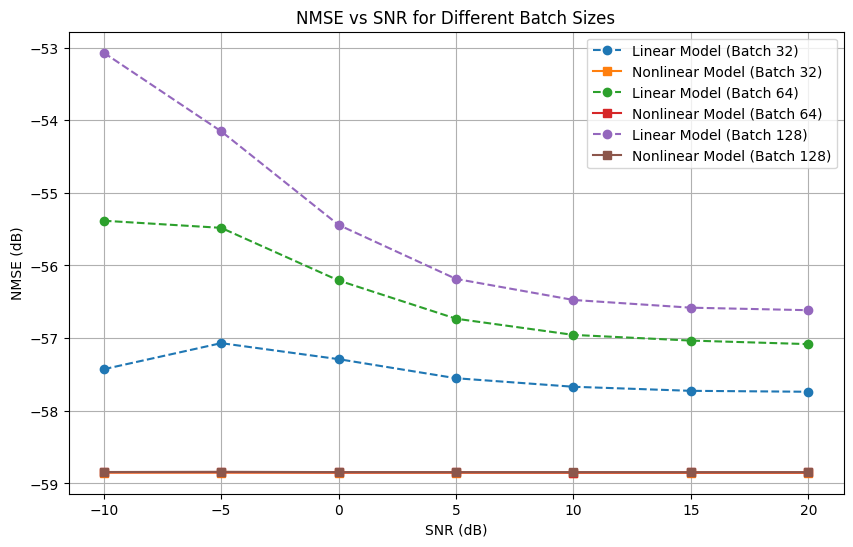 NMSE vs SNR for Different Batch Sizes
Linear Model (Batch 32)
Nonlinear Model (Batch 32)
Linear Model (Batch 64)
Nonlinear Model (Batch 64)
Linear Model (Batch 128)
Nonlinear Model (Batch 128)
−53
−54
−55
−56
−57
−58
−59
NMSE (dB)
−10 −5 0 5 10 15 20
SNR (dB)